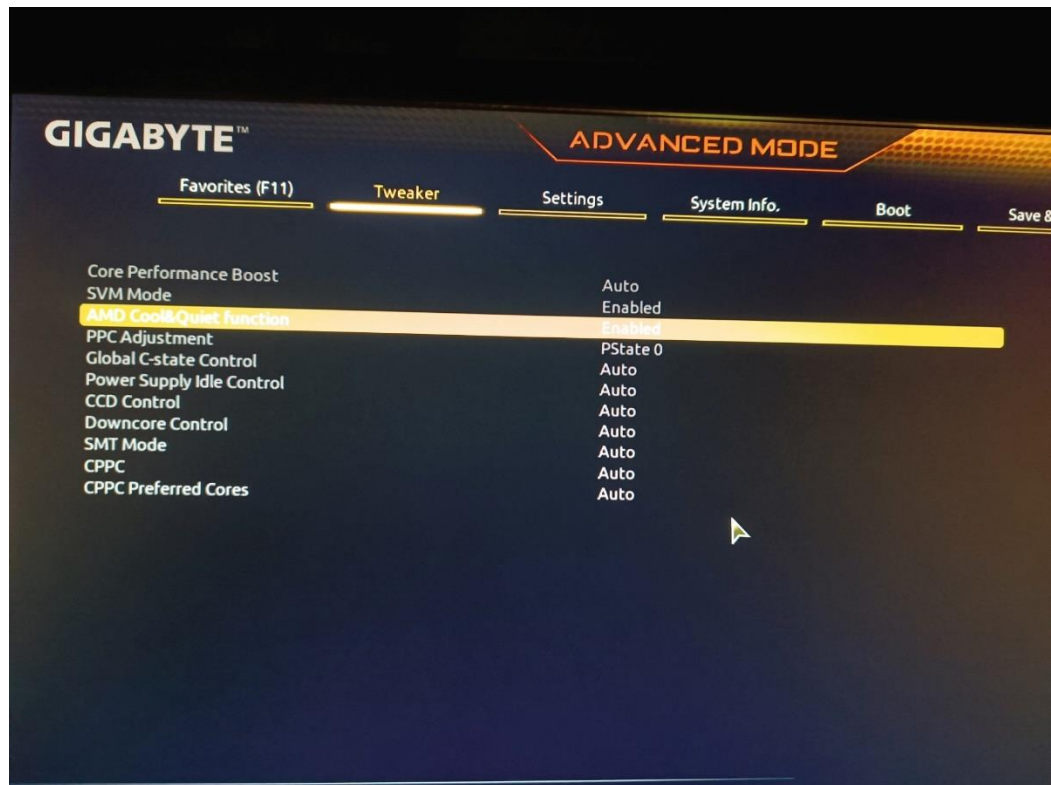 GIGABYTE™
ADVANCED MODE
Favorites (F11) Tweaker Settings System Info. Boot Save &
Core Performance Boost Auto
SVM Mode Enabled
AMD Cool&Quiet function Enabled
PPC Adjustment PState 0
Global C-state Control Auto
Power Supply Idle Control Auto
CCD Control Auto
Downcore Control Auto
SMT Mode Auto
CPPC Auto
CPPC Preferred Cores Auto